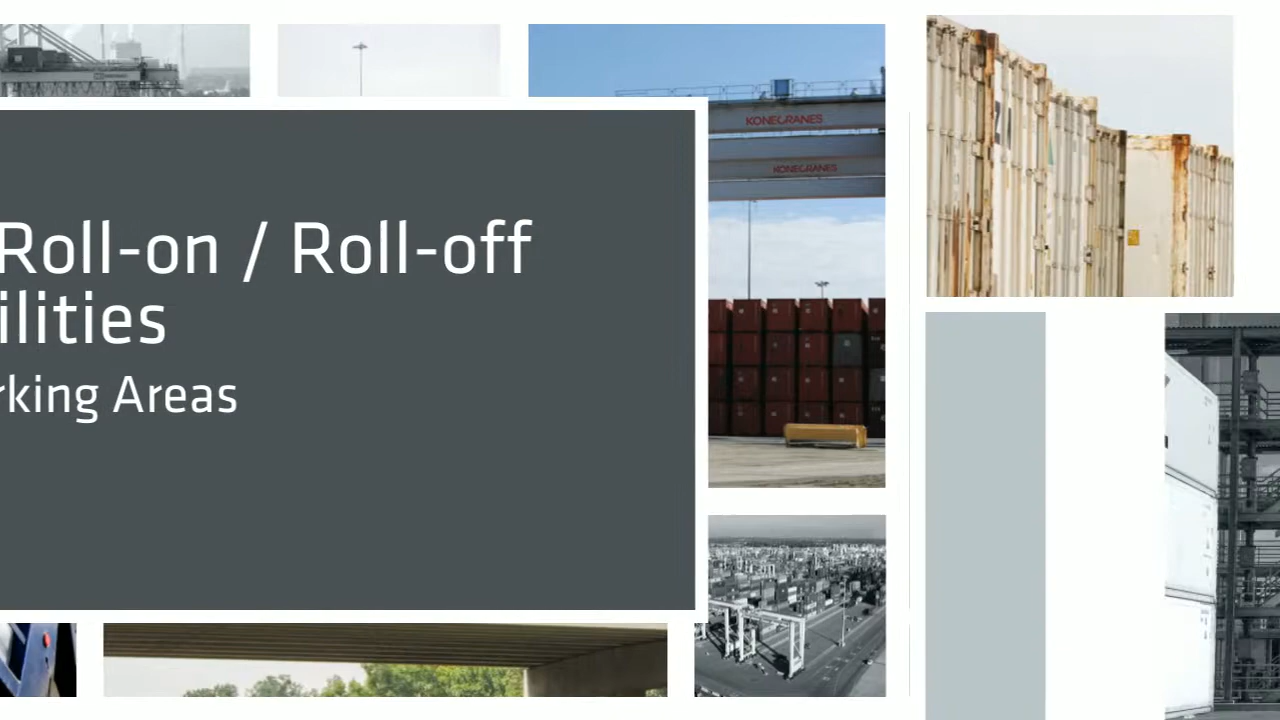 Roll-on / Roll-off
ilities
rking Areas
KONECRANES
KONECRANES